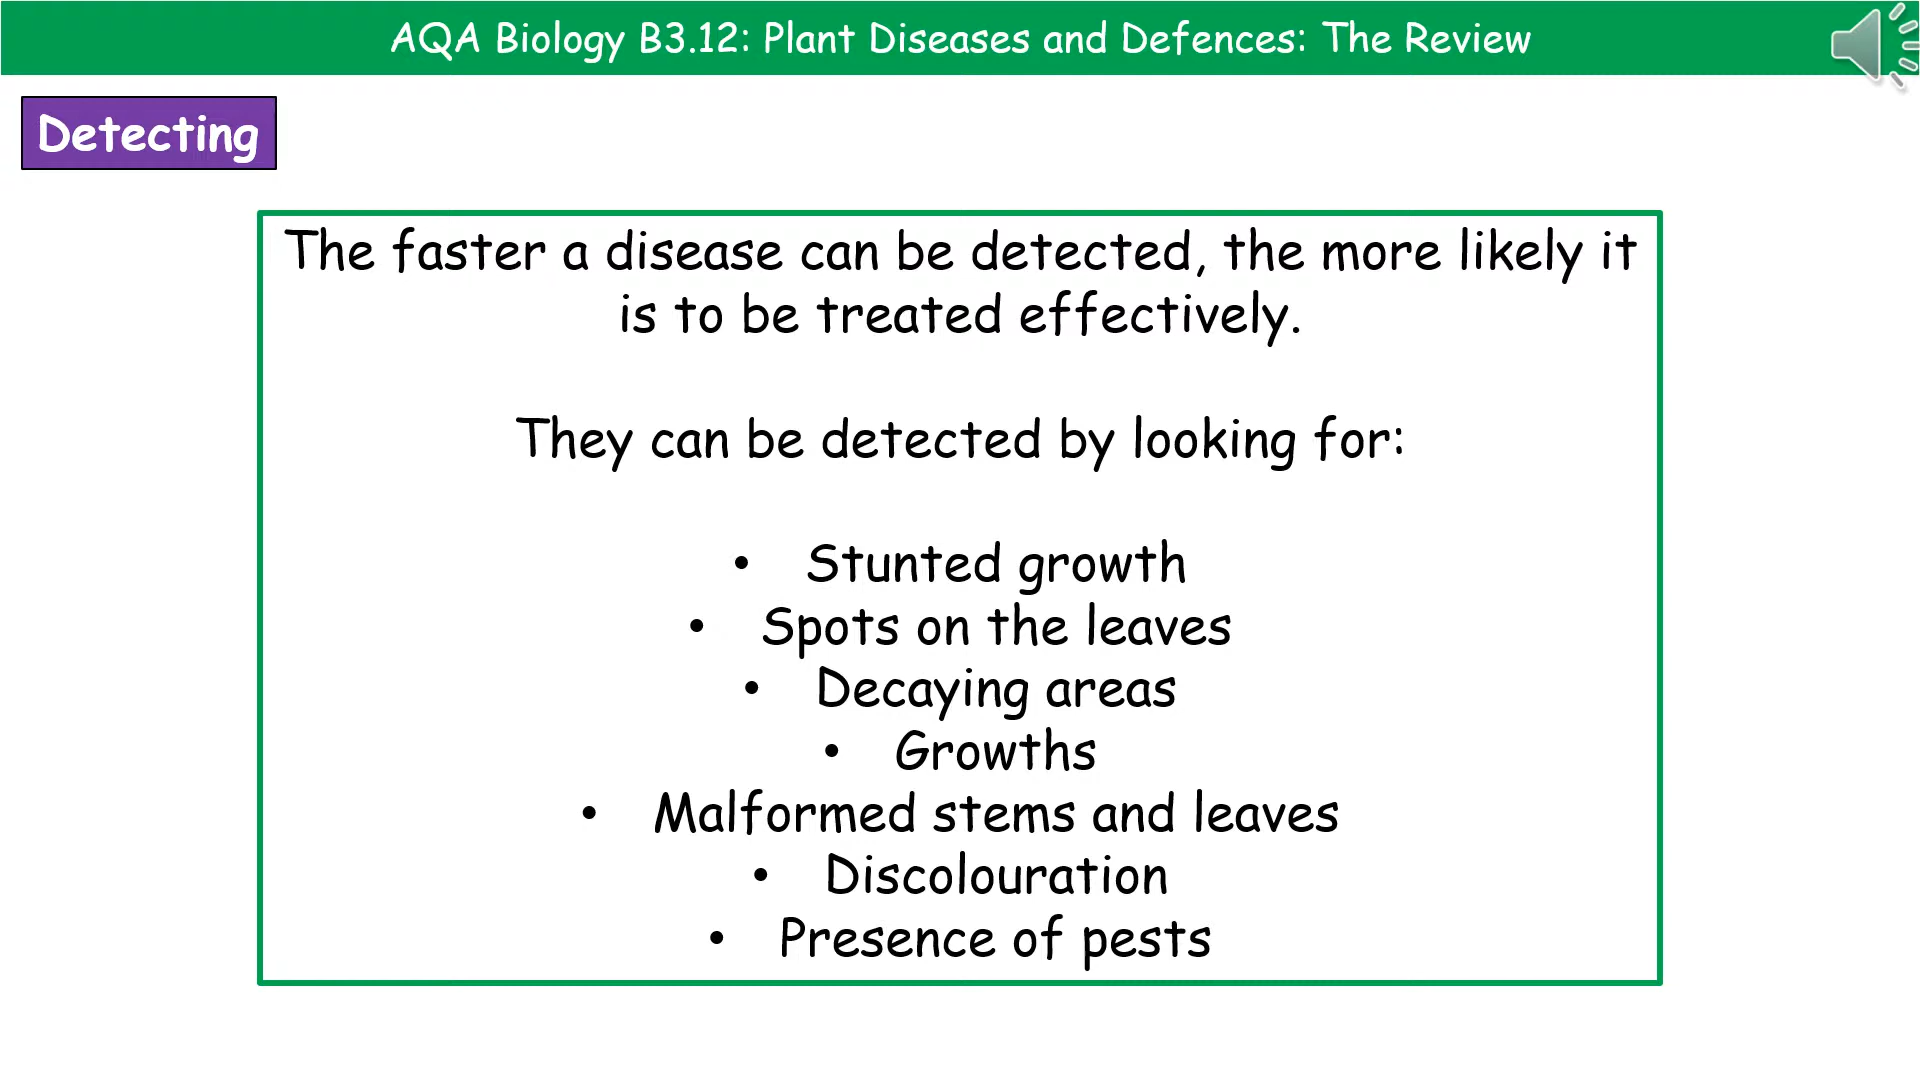 AQA Biology B3.12: Plant Diseases and Defences: The Review
Detecting
The faster a disease can be detected, the more likely it
is to be treated effectively.
They can be detected by looking for:
• Stunted growth
• Spots on the leaves
• Decaying areas
• Growths
• Malformed stems and leaves
• Discolouration
• Presence of pests